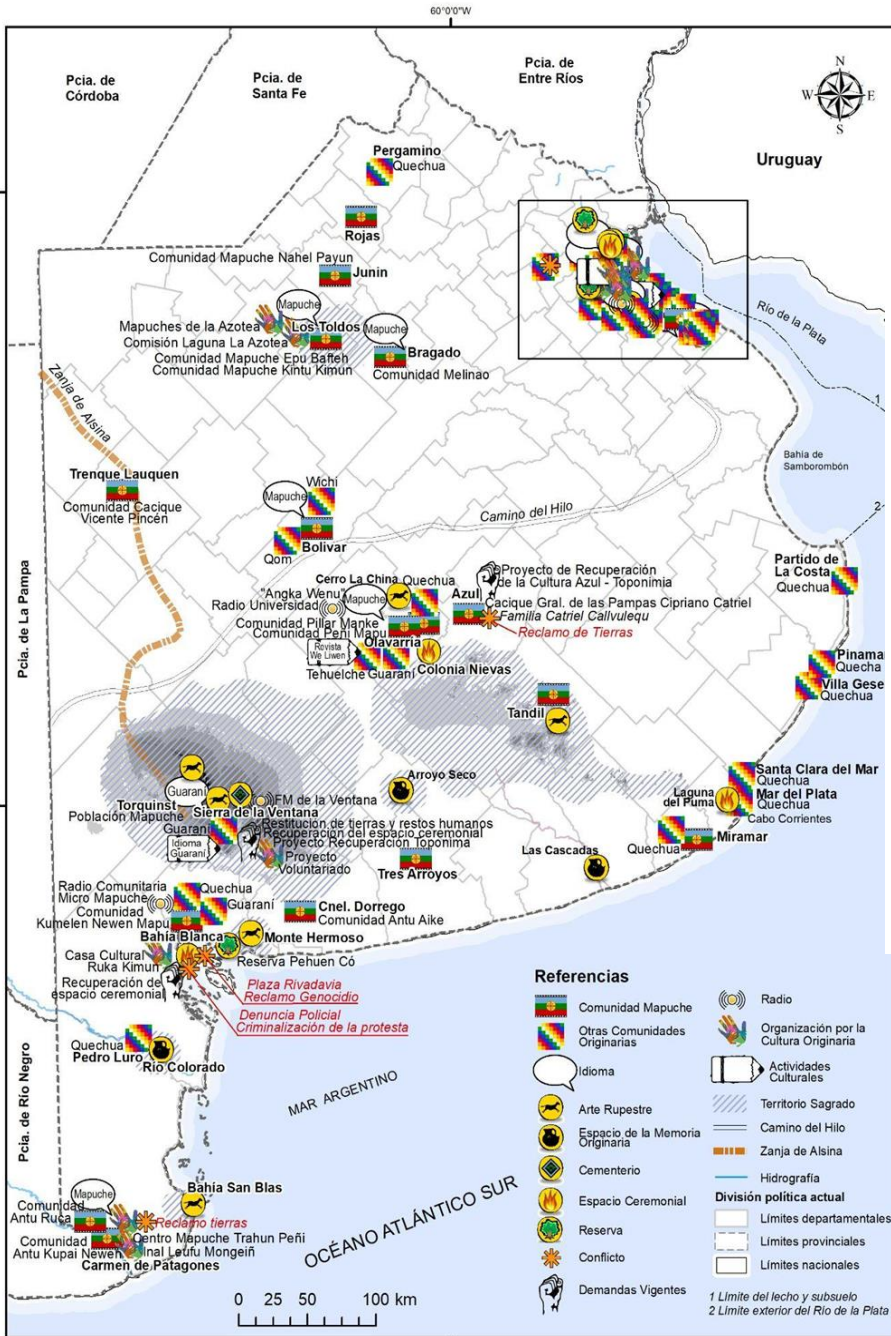 60°0'0"W
Pcia. de
Córdoba
Pcia. de
Santa Fe
Pcia. de
Entre Ríos
N
W
E
S
Uruguay
Pergamino
Quechua
Rojas
Comunidad Mapuche Nahel Payun
Junin
Mapuche
Mapuches de la Azotea
Los Toldos
Comisión Laguna La Azotea
Comunidad Mapuche Epu Bafteh
Comunidad Mapuche Kintu Kimun
Mapuche
Bragado
Comunidad Melinao
Río de la Plata
1
Bahia de
Samborombón
2
Zanja de Alsina
Trenque Lauquen
Comunidad Cacique
Vicente Pincén
Wichi
Mapuche
Bolivar
Qom
Camino del Hilo
Pcia. de La Pampa
Partido de
La Costa
Quechua
Cerro La China
Quechua
"Angka Wenu"
Mapuche
Radio Universidad
Comunidad Pillar Manke
Comunidad Peñi Mapu
Olavarría
Revista
We Liwen
Tehuelche
Guaraní
Colonia Nievas
Azul
Proyecto de Recuperación
de la Cultura Azul - Toponimia
Cacique Gral. de las Pampas Cipriano Catriel
Familia Catriel Callvulequ
Reclamo de Tierras
Pinama
Quecha
Villa Gese
Quechua
Tandil
Arroyo Seco
Santa Clara del Mar
Quechua
Mar del Plata
Quechua
Cabo Corrientes
Laguna
del Puma
Quechua
Miramar
Guaraní
Torquinst
Población Mapuche
Sierra de la Ventana
FM de la Ventana
Guaraní
Idioma
Guaraní
Restitución de tierras y restos humanos
Recuperación del espacio ceremonial
Proyecto Recuperación Toponima
Proyecto
Voluntariado
Tres Arroyos
Las Cascadas
Radio Comunitaria
Micro Mapuche
Quechua
Guaraní
Comunidad
Kumelen Newen Mapu
Bahía Blanca
Cnel. Dorrego
Comunidad Antu Aike
Monte Hermoso
Reserva Pehuen Có
Casa Cultural
Ruka Kimun
Recuperación de
espacio ceremonial
Plaza Rivadavia
Reclamo Genocidio
Denuncia Policial
Criminalización de la protesta
Quechua
Pedro Luro
Río Colorado
Pcia. de Río Negro
MAR ARGENTINO
OCÉANO ATLÁNTICO SUR
Bahía San Blas
Mapuche
Comunidad
Antu Ruca
Reclamo tierras
Comunidad
Antu Kupai Newen
Centro Mapuche Trahun Peñi
Inal Leufu Mongeiñ
Carmen de Patagones
0 25 50 100 km
Referencias
Comunidad Mapuche
Otras Comunidades
Originarias
Idioma
Arte Rupestre
Espacio de la Memoria
Originaria
Cementerio
Espacio Ceremonial
Reserva
Conflicto
Demandas Vigentes
Radio
Organización por la
Cultura Originaria
Actividades
Culturales
Territorio Sagrado
Camino del Hilo
Zanja de Alsina
Hidrografía
División política actual
Límites departamentales
Límites provinciales
Límites nacionales
1 Límite del lecho y subsuelo
2 Límite exterior del Río de la Plata